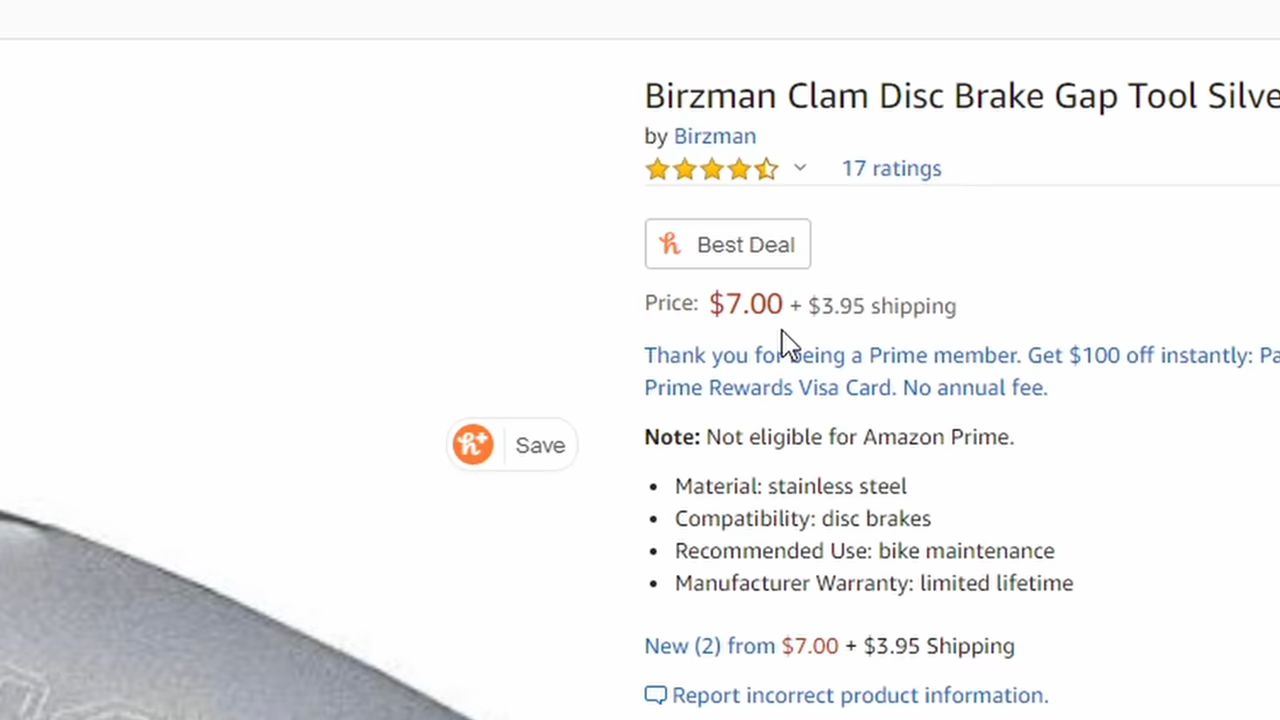 Birzman Clam Disc Brake Gap Tool Silve
by Birzman
17 ratings
h Best Deal
Price: $7.00 + $3.95 shipping
Thank you for being a Prime member. Get $100 off instantly: Pa
Prime Rewards Visa Card. No annual fee.
h+ Save
Note: Not eligible for Amazon Prime.
• Material: stainless steel
• Compatibility: disc brakes
• Recommended Use: bike maintenance
• Manufacturer Warranty: limited lifetime
New (2) from $7.00 + $3.95 Shipping
Report incorrect product information.